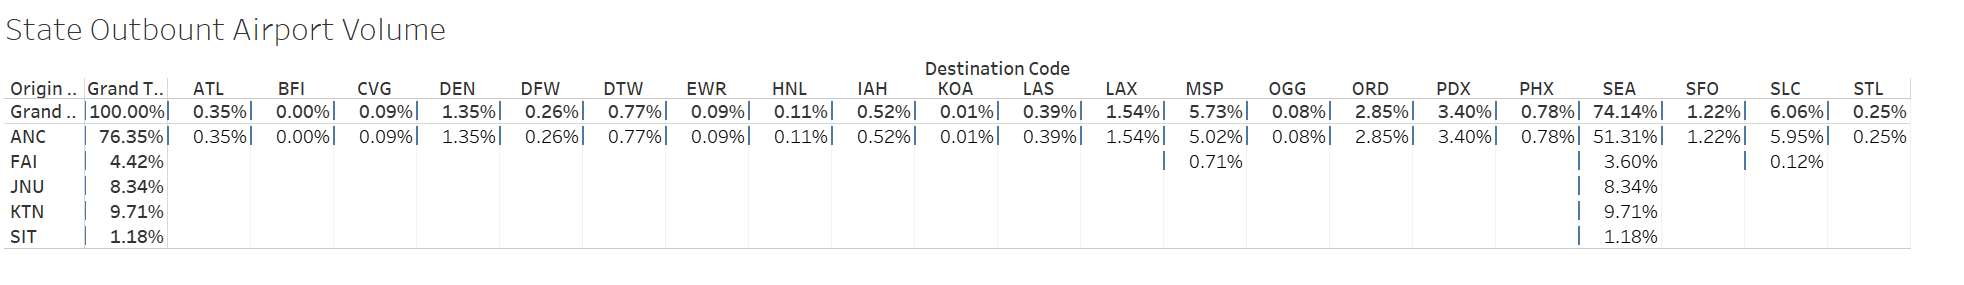 State Outbount Airport Volume
Destination Code
Origin .. Grand T.. ATL BFI CVG DEN DFW DTW EWR HNL IAH KOA LAS LAX MSP OGG ORD PDX PHX SEA SFO SLC STL
Grand .. 100.00% 0.35% 0.00% 0.09% 1.35% 0.26% 0.77% 0.09% 0.11% 0.52% 0.01% 0.39% 1.54% 5.73% 0.08% 2.85% 3.40% 0.78% 74.14% 1.22% 6.06% 0.25%
ANC 76.35% 0.35% 0.00% 0.09% 1.35% 0.26% 0.77% 0.09% 0.11% 0.52% 0.01% 0.39% 1.54% 5.02% 0.08% 2.85% 3.40% 0.78% 51.31% 1.22% 5.95% 0.25%
FAI 4.42% 0.71% 3.60% 0.12%
JNU 8.34% 8.34%
KTN 9.71% 9.71%
SIT 1.18% 1.18%